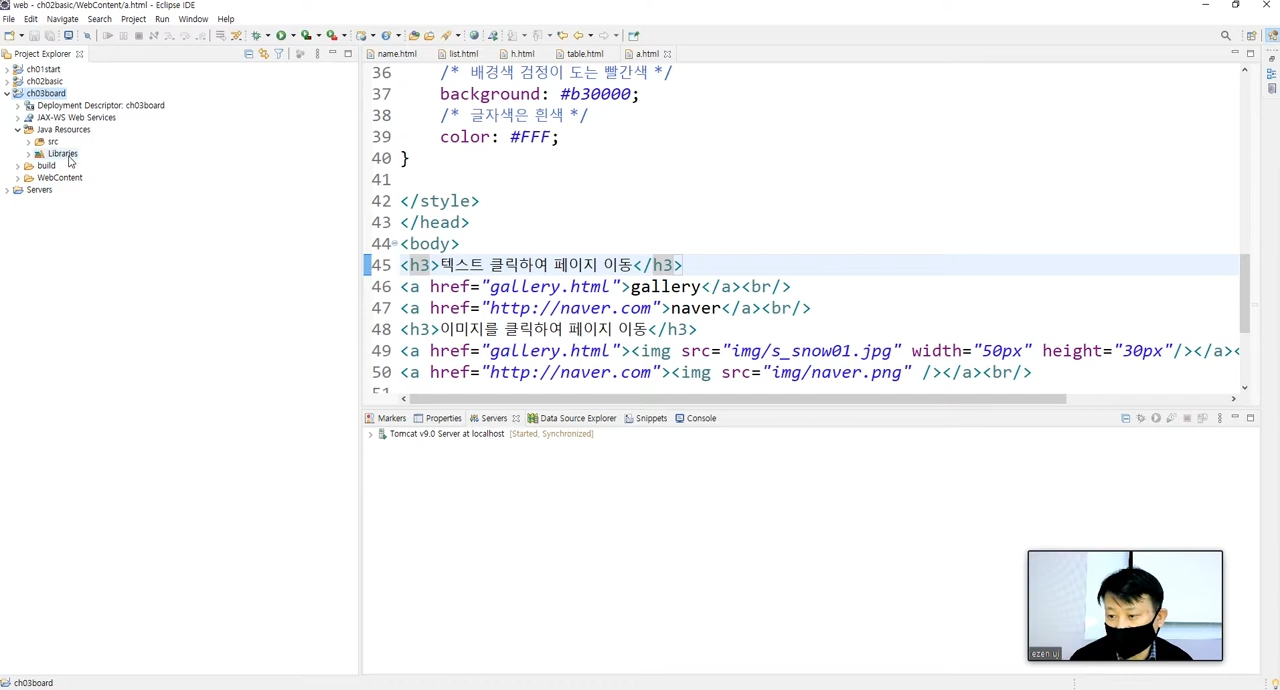 web - ch02basic/WebContent/a.html - Eclipse IDE
File Edit Navigate Search Project Run Window Help
Project Explorer
name.html list.html h.html table.html a.html
ch01start
ch02basic
ch03board
Deployment Descriptor: ch03board
JAX-WS Web Services
Java Resources
src
Libraries
build
WebContent
Servers
36 /* 배경색 검정이 도는 빨간색 */
37 background: #b30000;
38 /* 글자색은 흰색 */
39 color: #FFF;
40 }
41
42 </style>
43 </head>
44 <body>
45 <h3>텍스트 클릭하여 페이지 이동</h3>
46 <a href="gallery.html">gallery</a><br/>
47 <a href="http://naver.com">naver</a><br/>
48 <h3>이미지를 클릭하여 페이지 이동</h3>
49 <a href="gallery.html"><img src="img/s_snow01.jpg" width="50px" height="30px"/></a><
50 <a href="http://naver.com"><img src="img/naver.png" /></a><br/>
51
Markers Properties Servers Data Source Explorer Snippets Console
Tomcat v9.0 Server at localhost [Started, Synchronized]
ezen uj
ch03board